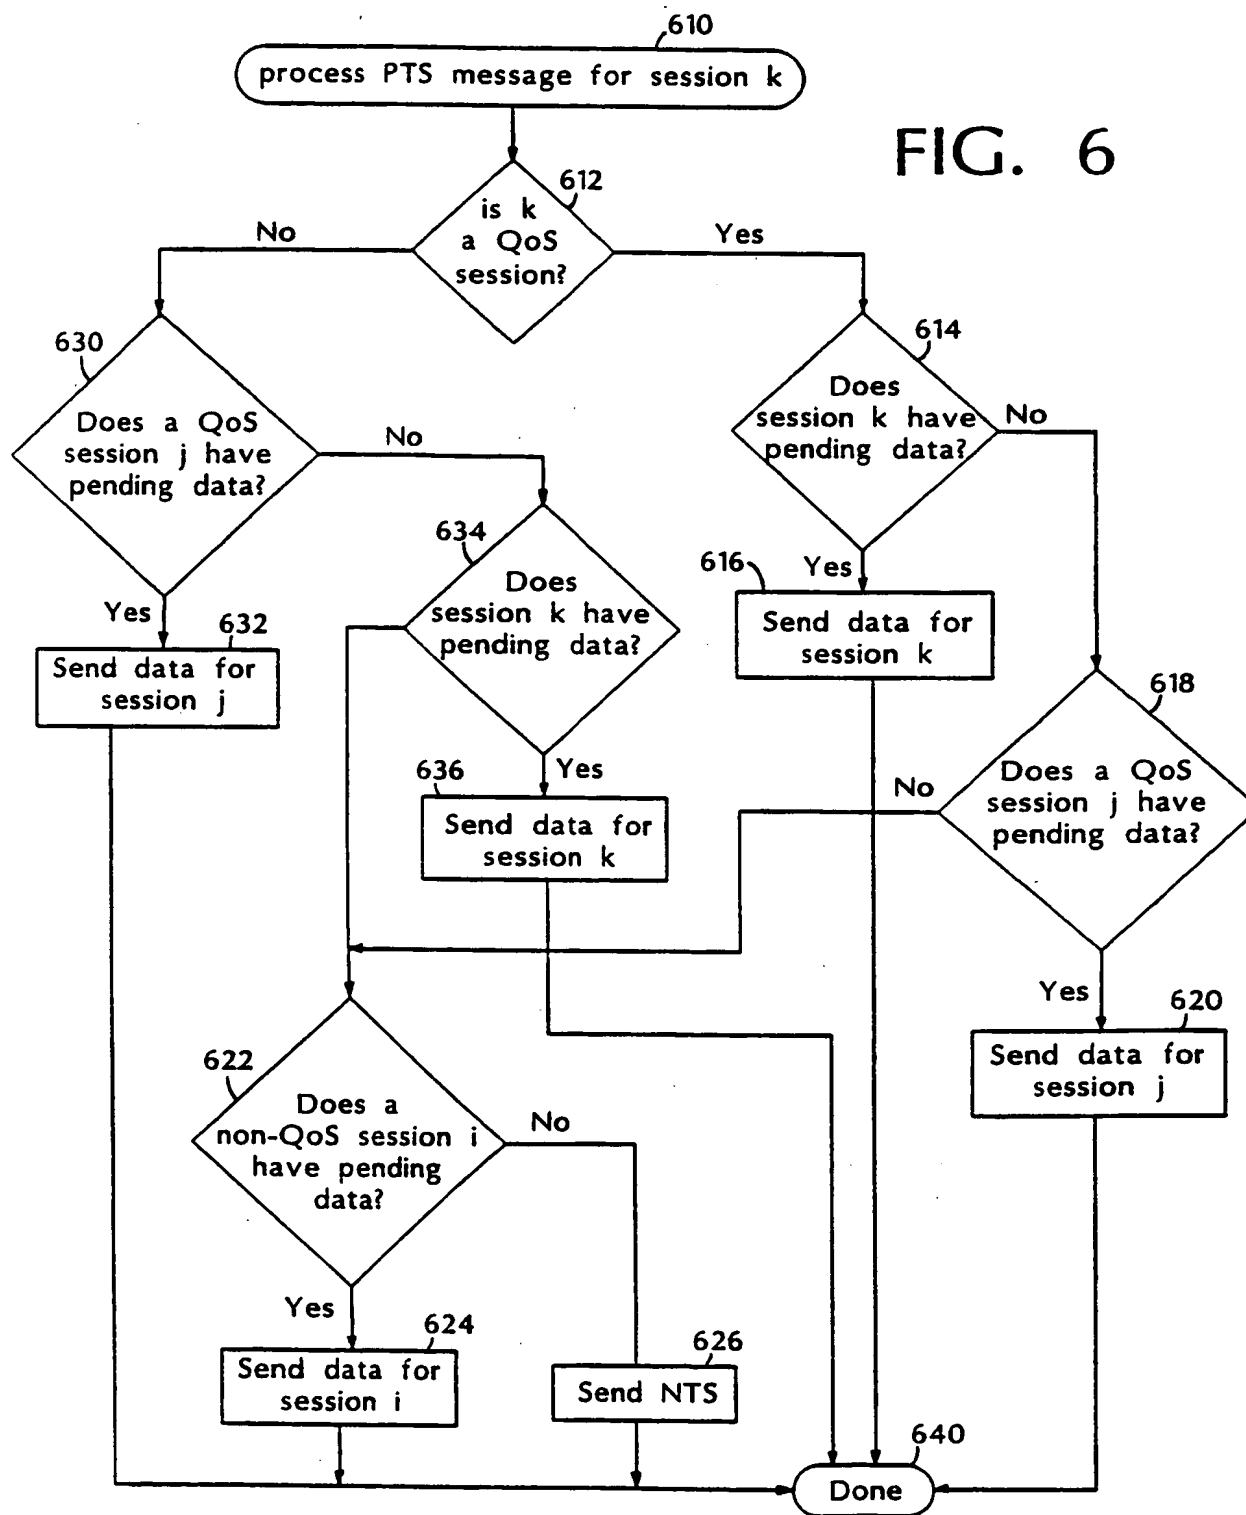 610
process PTS message for session k
FIG. 6
612
is k
a QoS
session?
No
Yes
630
Does a QoS
session j have
pending data?
No
Yes
614
Does
session k have
pending data?
No
Yes
634
Does
session k have
pending data?
616
Send data for
session k
632
Send data for
session j
618
Does a QoS
session j have
pending data?
No
Yes
Yes
636
Send data for
session k
620
Send data for
session j
622
Does a
non-QoS session i
have pending
data?
No
Yes
624
Send data for
session i
626
Send NTS
640
Done